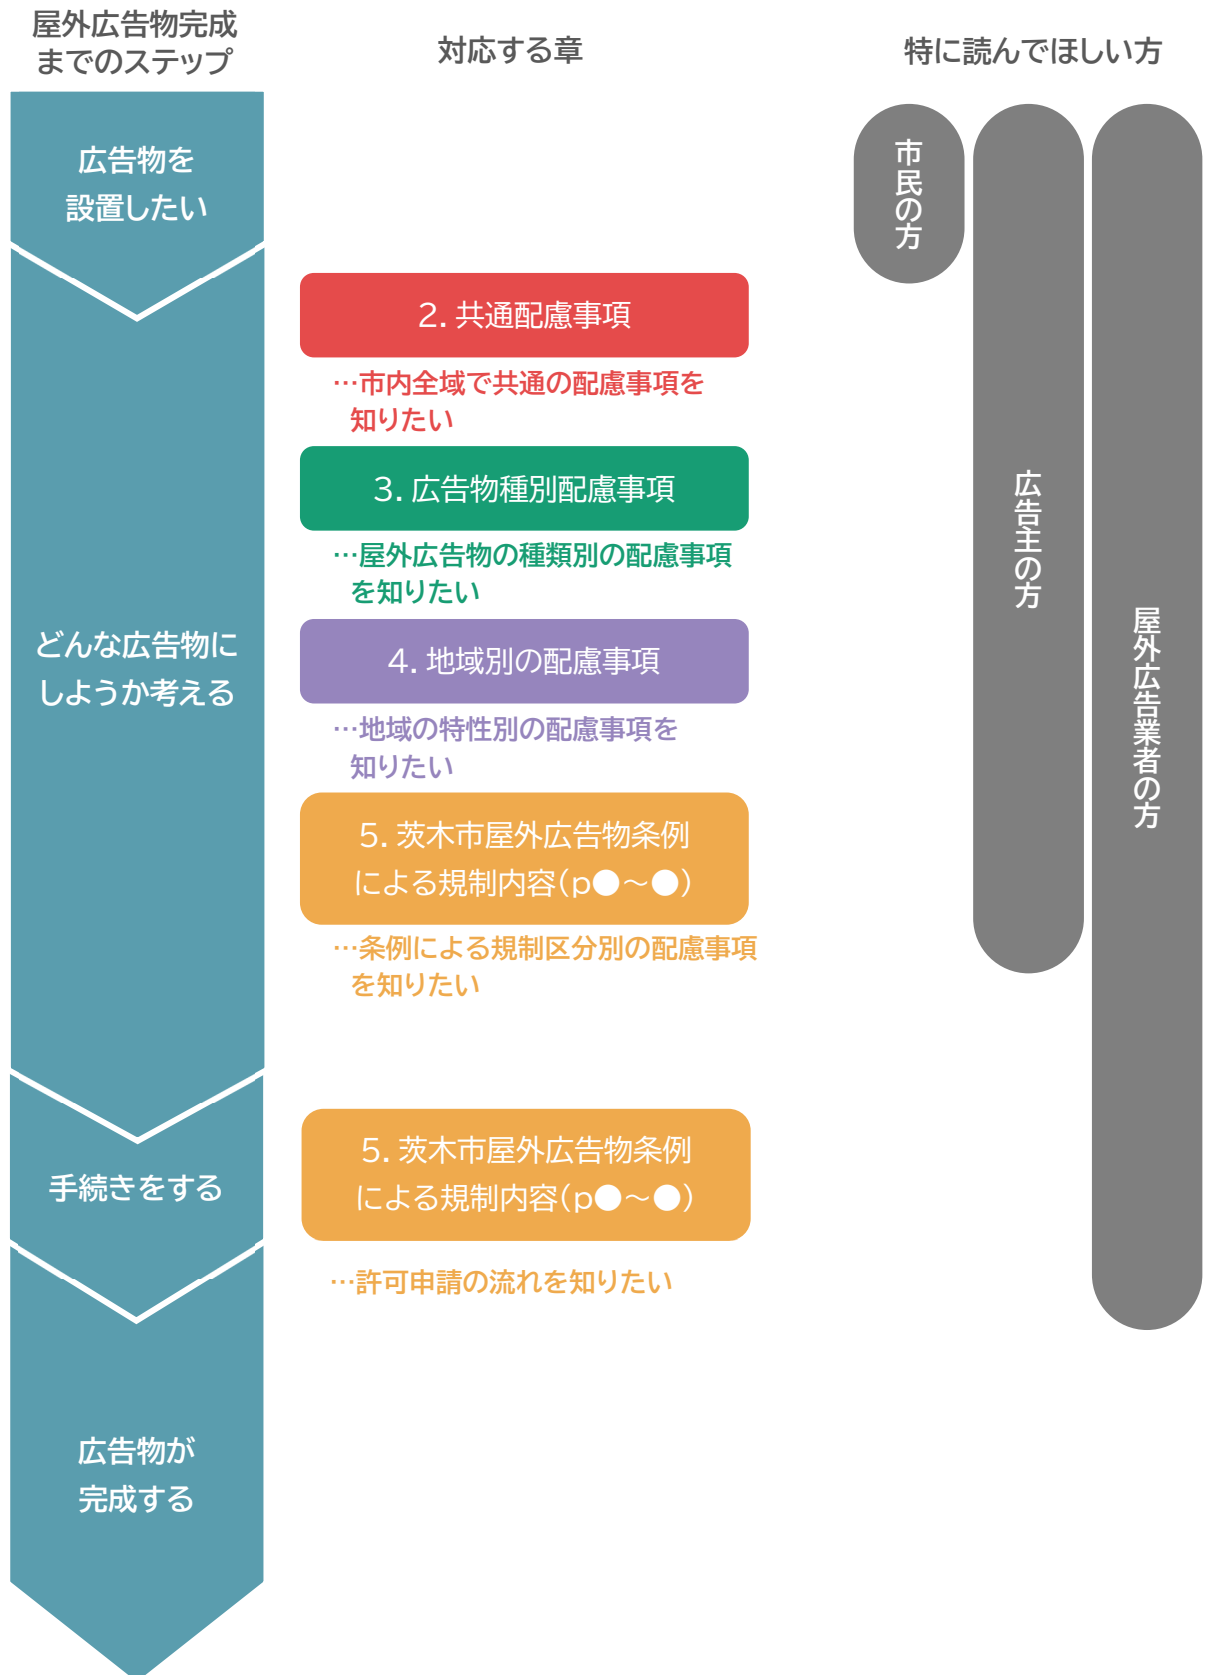 屋外広告物完成
までのステップ
対応する章
特に読んでほしい方
広告物を
設置したい
どんな広告物に
しようか考える
手続きをする
広告物が
完成する
2. 共通配慮事項
…市内全域で共通の配慮事項を
知りたい
3. 広告物種別配慮事項
…屋外広告物の種類別の配慮事項
を知りたい
4. 地域別の配慮事項
…地域の特性別の配慮事項を
知りたい
5. 茨木市屋外広告物条例
による規制内容（p●～●）
…条例による規制区分別の配慮事項
を知りたい
5. 茨木市屋外広告物条例
による規制内容（p●～●）
…許可申請の流れを知りたい
市民の方
広告主の方
屋外広告業者の方